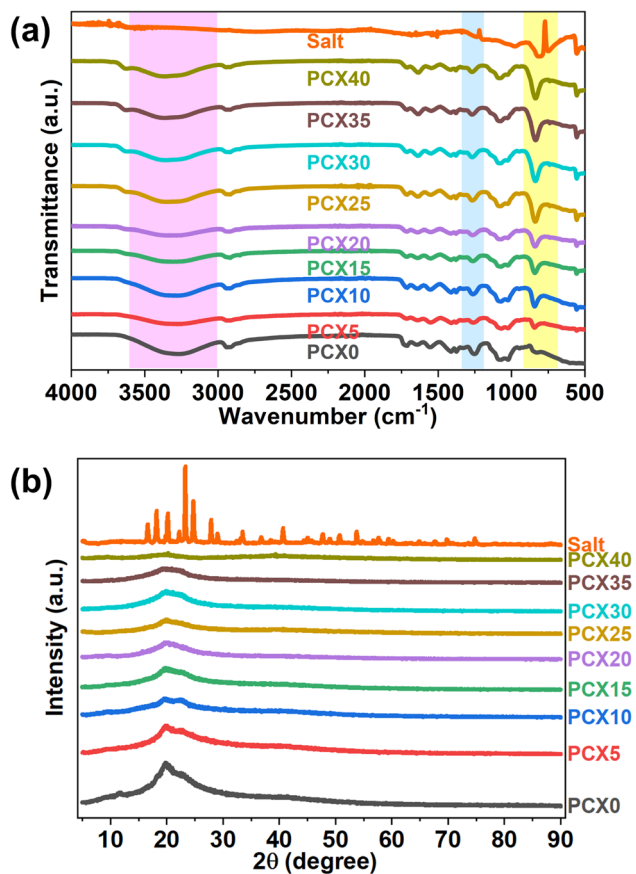 (a)
Transmittance (a.u.)
Salt
PCX40
PCX35
PCX30
PCX25
PCX20
PCX15
PCX10
PCX5
PCX0
4000 3500 3000 2500 2000 1500 1000 500
Wavenumber (cm⁻¹)
(b)
Intensity (a.u.)
Salt
PCX40
PCX35
PCX30
PCX25
PCX20
PCX15
PCX10
PCX5
PCX0
10 20 30 40 50 60 70 80 90
2θ (degree)